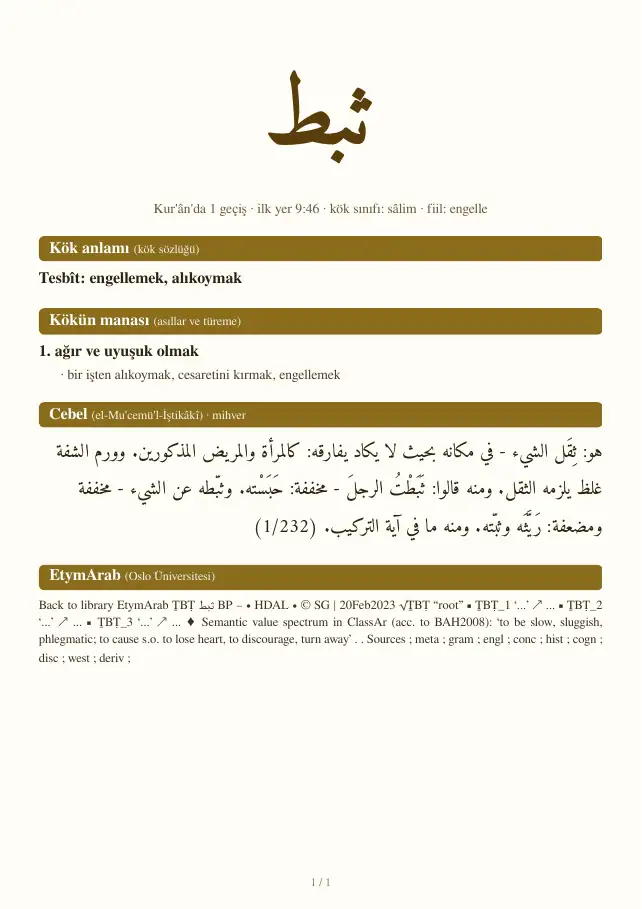 ثبط
Kur'ân'da 1 geçiş · ilk yer 9:46 · kök sınıfı: sâlim · fiil: engelle
Kök anlamı (kök sözlüğü)
Tesbît: engellemek, alıkoymak
Kökün manası (asıllar ve türeme)
1. ağır ve uyuşuk olmak
· bir işten alıkoymak, cesaretini kırmak, engellemek
Cebel (el-Mu'cemü'l-İştikâkî) · mihver
هو: ثِقَل الشيء - في مكانه بحيث لا يكاد يفارقه: كالمرأة والمريض المذكورين. وورم الشفة
غلظ يلزمه الثقل. ومنه قالوا: ثَبَطْتُ الرجلَ - مخففة: حَبَسْته. وثبّطه عن الشيء - مخففة
ومضعفة: رَيَّثَه وثبّته. ومنه ما في آية التركيب. (1/232)
EtymArab (Oslo Üniversitesi)
Back to library EtymArab ṮBṬ ثبط BP – • HDAL • © SG | 20Feb2023 √ṮBṬ “root” ▪ ṮBṬ_1 ‘...’ ↗ ... ▪ ṮBṬ_2
‘...’ ↗ ... ▪ ṮBṬ_3 ‘...’ ↗ ... ♦ Semantic value spectrum in ClassAr (acc. to BAH2008): ‘to be slow, sluggish,
phlegmatic; to cause s.o. to lose heart, to discourage, turn away’ . . Sources ; meta ; gram ; engl ; conc ; hist ; cogn ;
disc ; west ; deriv ;
1 / 1